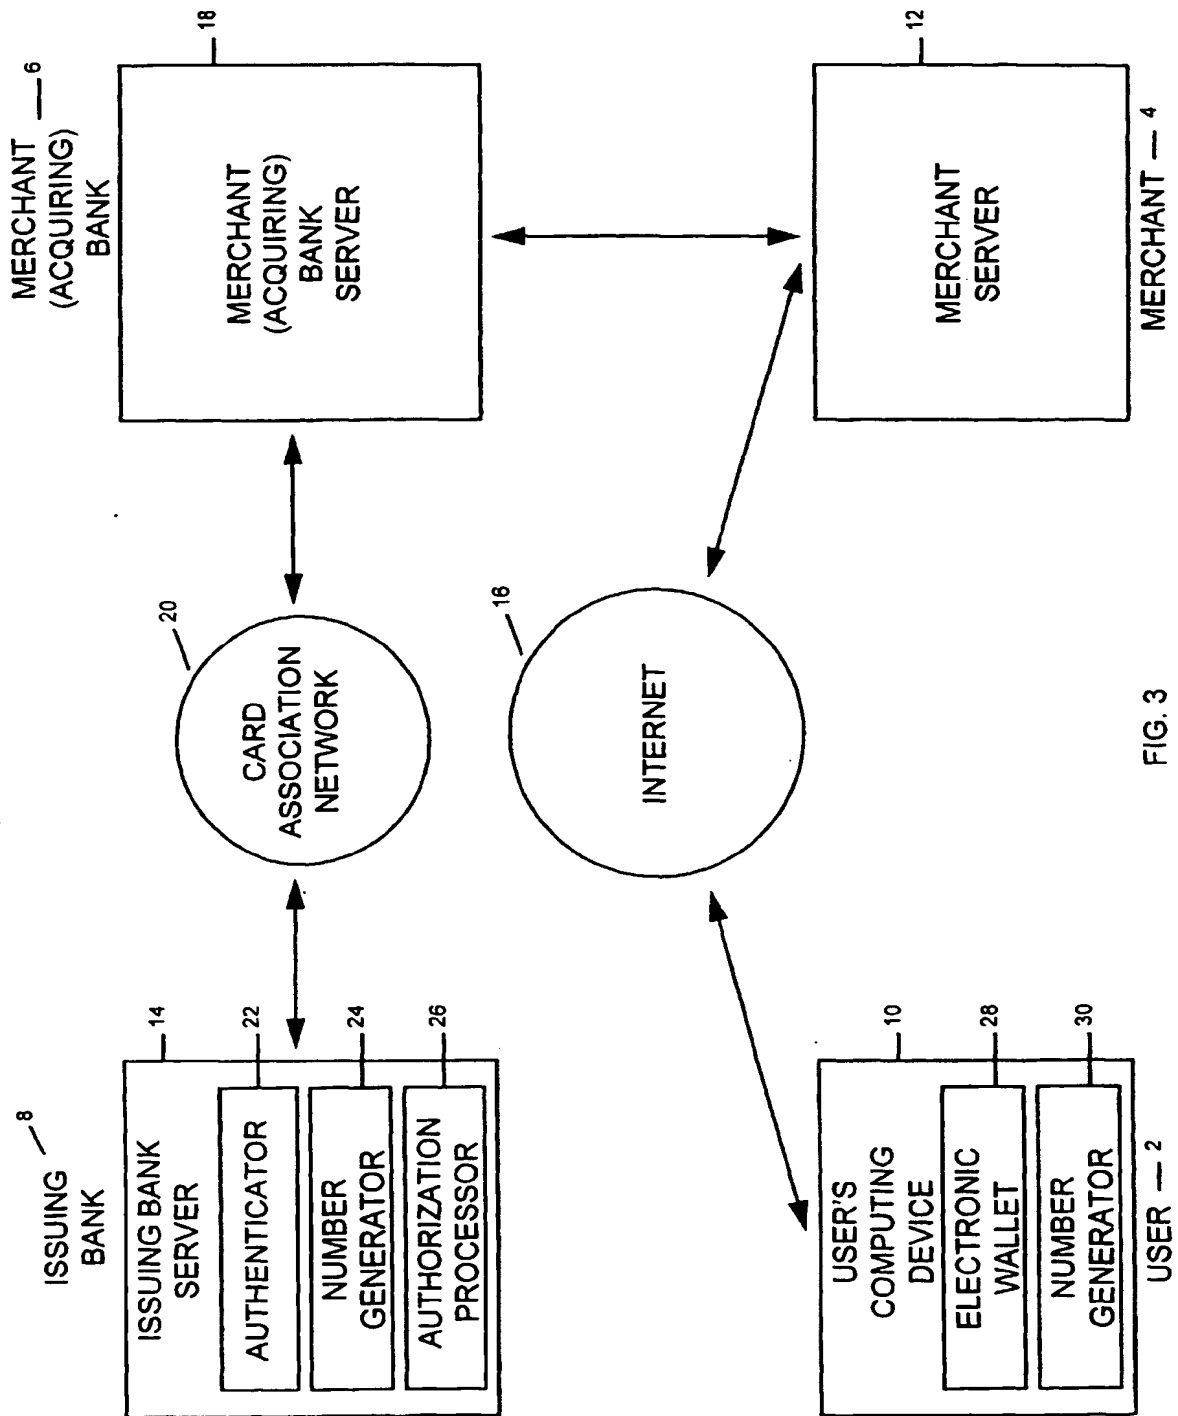 ISSUING
BANK
8
ISSUING BANK
SERVER
14
AUTHENTICATOR
22
NUMBER
GENERATOR
24
AUTHORIZATION
PROCESSOR
26
CARD
ASSOCIATION
NETWORK
20
MERCHANT
(ACQUIRING)
BANK
6
MERCHANT
(ACQUIRING)
BANK
SERVER
18
INTERNET
16
USER'S
COMPUTING
DEVICE
10
ELECTRONIC
WALLET
28
NUMBER
GENERATOR
30
USER
2
MERCHANT
SERVER
12
MERCHANT
4
FIG. 3